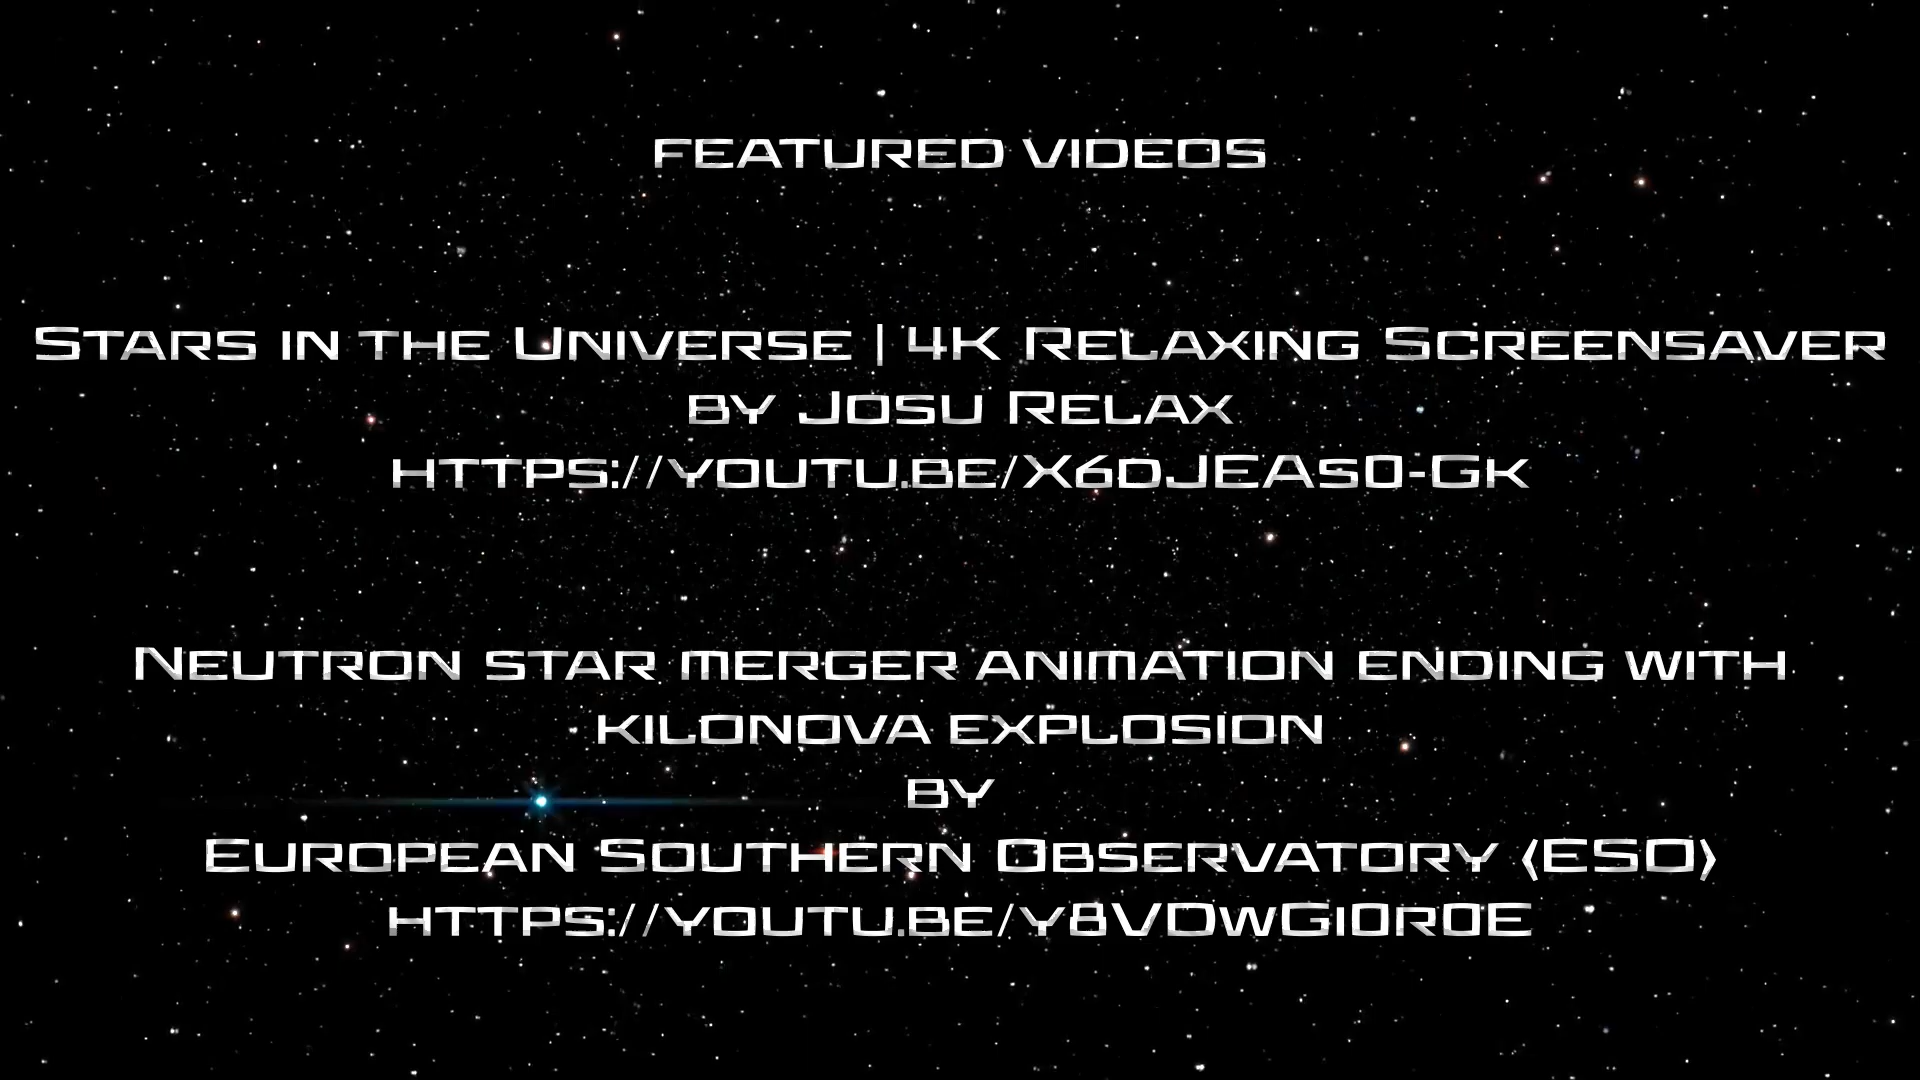 FEATURED VIDEOS
Stars in the Universe | 4K Relaxing Screensaver
by Josu Relax
https://youtu.be/X6dJEAs0-Gk
Neutron star merger animation ending with
kilonova explosion
by
European Southern Observatory (ESO)
https://youtu.be/y8VDwGi0r0E